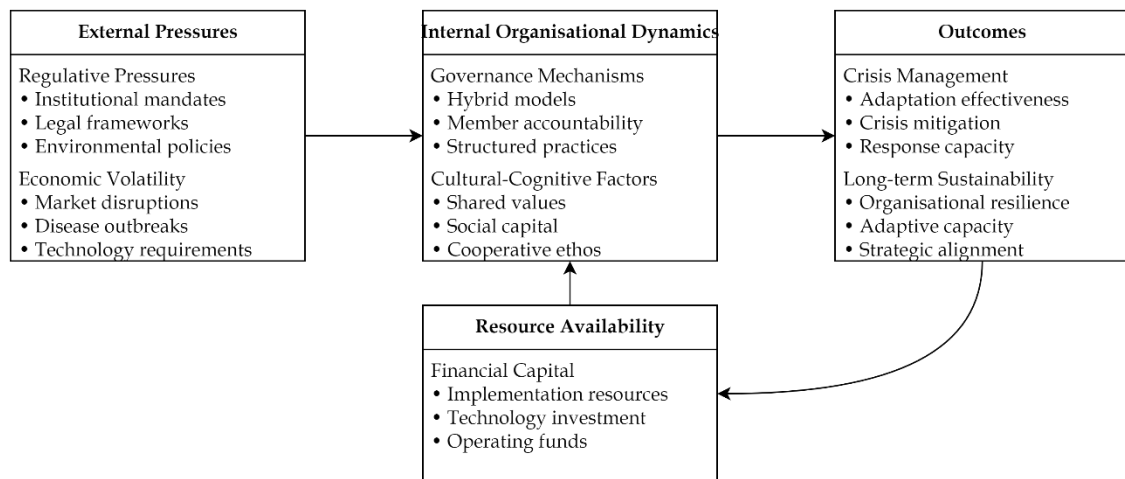 External Pressures
Regulative Pressures
• Institutional mandates
• Legal frameworks
• Environmental policies
Economic Volatility
• Market disruptions
• Disease outbreaks
• Technology requirements
Internal Organisational Dynamics
Governance Mechanisms
• Hybrid models
• Member accountability
• Structured practices
Cultural-Cognitive Factors
• Shared values
• Social capital
• Cooperative ethos
Outcomes
Crisis Management
• Adaptation effectiveness
• Crisis mitigation
• Response capacity
Long-term Sustainability
• Organisational resilience
• Adaptive capacity
• Strategic alignment
Resource Availability
Financial Capital
• Implementation resources
• Technology investment
• Operating funds